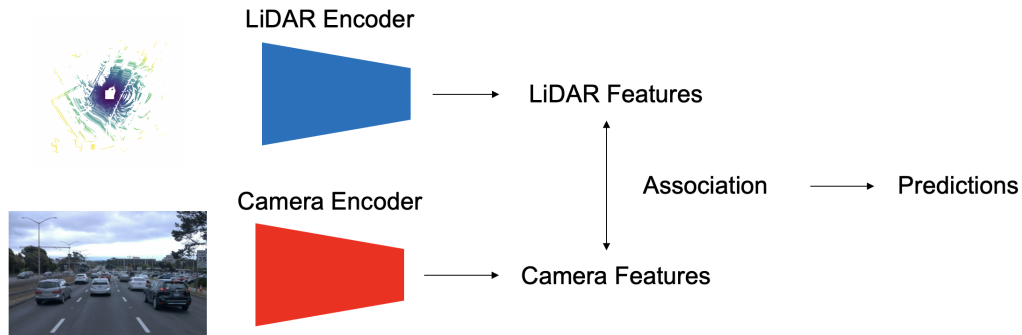 LiDAR Encoder
LiDAR Features
Association
Predictions
Camera Encoder
Camera Features